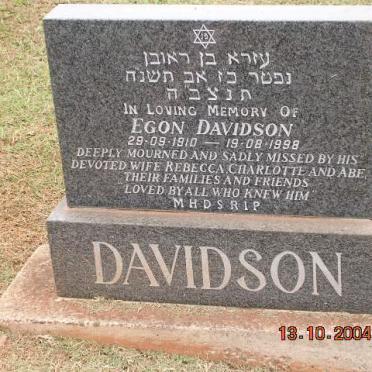 עזרא בן ראובן
נפטר כז אב תשנח
ת נ צ ב ה
IN LOVING MEMORY OF
EGON DAVIDSON
29-09-1910 — 19-08-1998
DEEPLY MOURNED AND SADLY MISSED BY HIS
DEVOTED WIFE REBECCA, CHARLOTTE AND ABE,
THEIR FAMILIES AND FRIENDS
LOVED BY ALL WHO KNEW HIM
M H D S R I P
DAVIDSON
13.10.2004